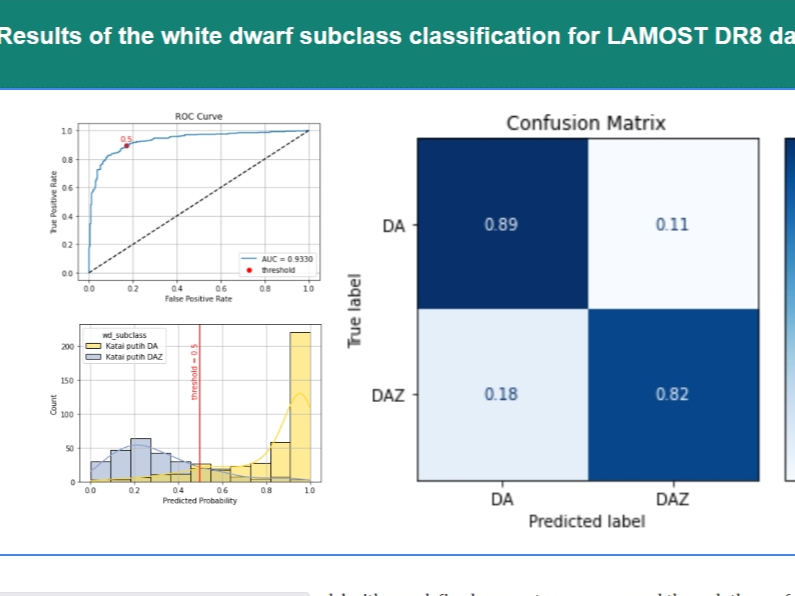 Results of the white dwarf subclass classification for LAMOST DR8 da
ROC Curve
1.0
0.8
0.6
0.4
0.2
0.0
True Positive Rate
0.5
AUC = 0.9330
threshold
0.0 0.2 0.4 0.6 0.8 1.0
False Positive Rate
wd_subclass
Katai putih DA
Katai putih DAZ
threshold = 0.5
200
150
100
50
0
Count
0.0 0.2 0.4 0.6 0.8 1.0
Predicted Probability
Confusion Matrix
True label
DA
0.89 0.11
DAZ
0.18 0.82
DA DAZ
Predicted label